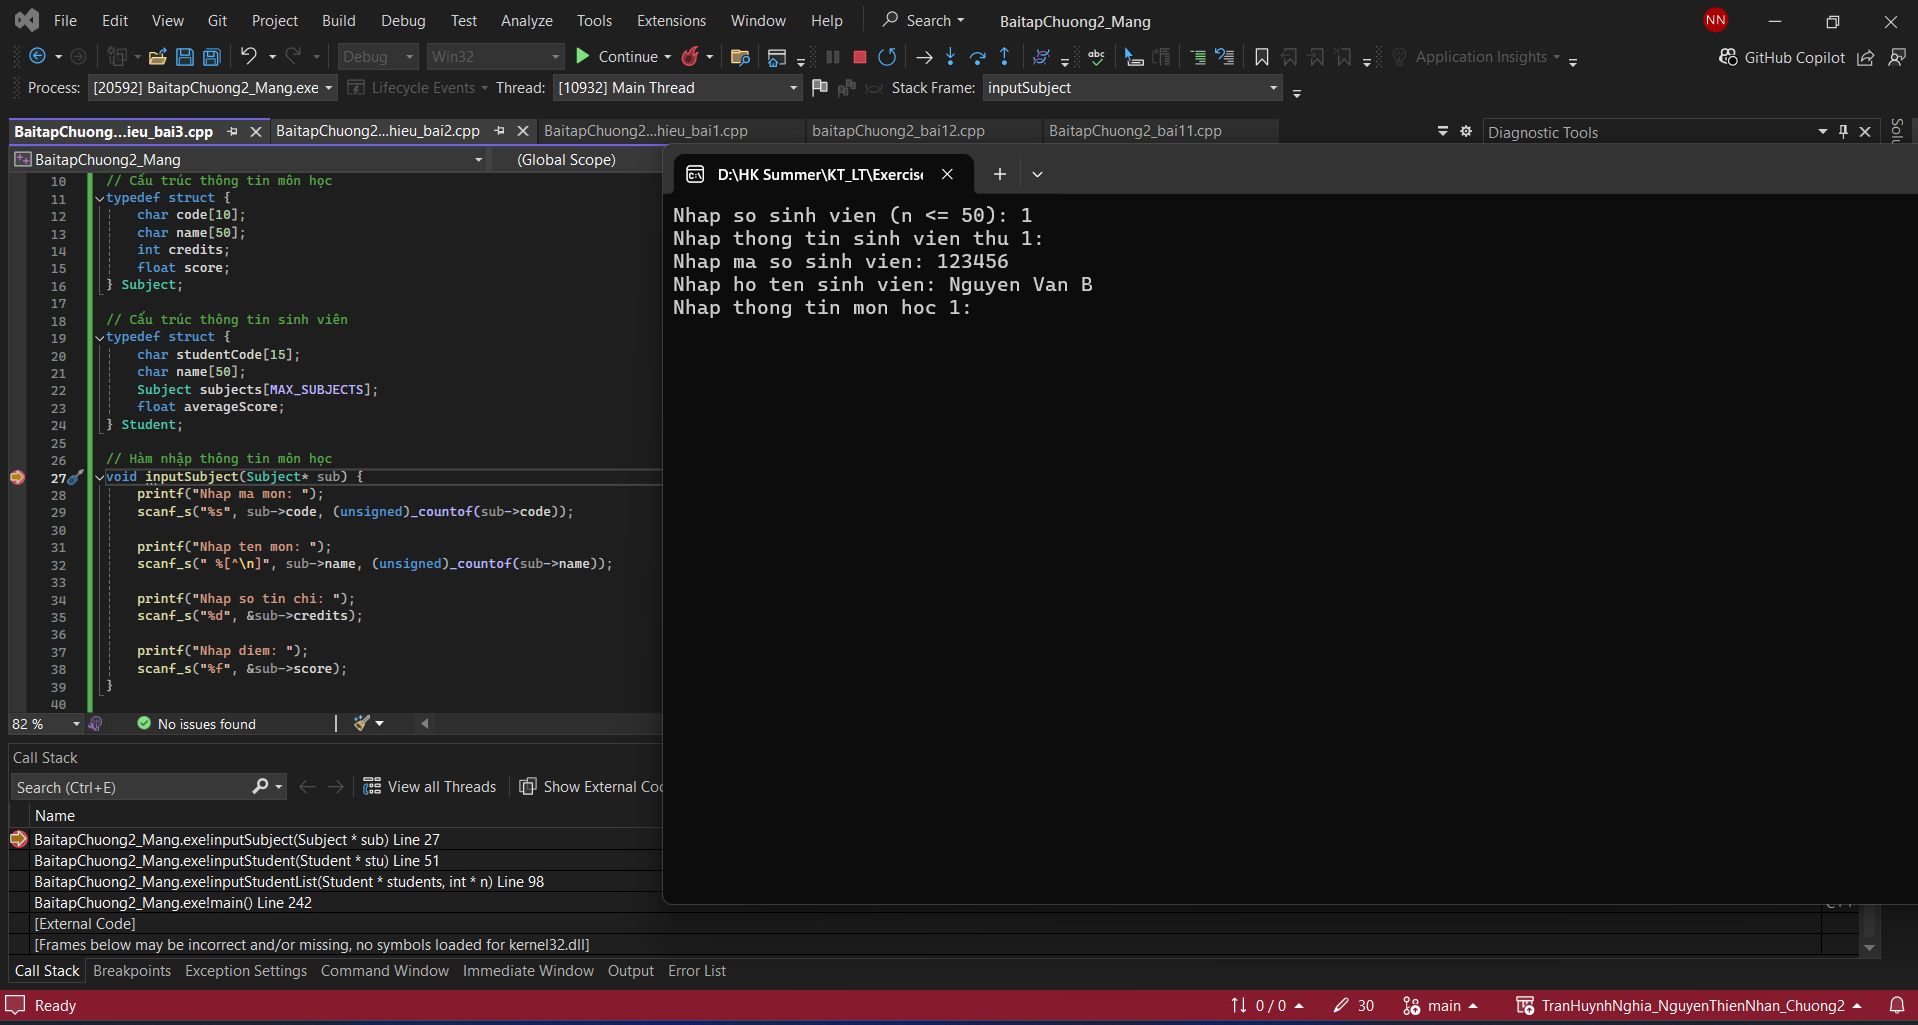 File Edit View Git Project Build Debug Test Analyze Tools Extensions Window Help Search BaitapChuong2_Mang NN
Debug Win32 Continue abc Application Insights GitHub Copilot
Process: [20592] BaitapChuong2_Mang.exe Lifecycle Events Thread: [10932] Main Thread Stack Frame: inputSubject
BaitapChuong...ieu_bai3.cpp BaitapChuong2...hieu_bai2.cpp BaitapChuong2...hieu_bai1.cpp baitapchuong2_bai12.cpp BaitapChuong2_bai11.cpp Diagnostic Tools
BaitapChuong2_Mang (Global Scope)
10 // Cấu trúc thông tin môn học
11 typedef struct {
12 char code[10];
13 char name[50];
14 int credits;
15 float score;
16 } Subject;
17
18 // Cấu trúc thông tin sinh viên
19 typedef struct {
20 char studentCode[15];
21 char name[50];
22 Subject subjects[MAX_SUBJECTS];
23 float averageScore;
24 } Student;
25
26 // Hàm nhập thông tin môn học
27 void inputSubject(Subject* sub) {
28 printf("Nhap ma mon: ");
29 scanf_s("%s", sub->code, (unsigned)_countof(sub->code));
30
31 printf("Nhap ten mon: ");
32 scanf_s(" %[^\n]", sub->name, (unsigned)_countof(sub->name));
33
34 printf("Nhap so tin chi: ");
35 scanf_s("%d", &sub->credits);
36
37 printf("Nhap diem: ");
38 scanf_s("%f", &sub->score);
39 }
40
82 % No issues found
D:\HK Summer\KT_LT\Exercise
Nhap so sinh vien (n <= 50): 1
Nhap thong tin sinh vien thu 1:
Nhap ma so sinh vien: 123456
Nhap ho ten sinh vien: Nguyen Van B
Nhap thong tin mon hoc 1:
Call Stack
Search (Ctrl+E) View all Threads Show External Co
Name
BaitapChuong2_Mang.exe!inputSubject(Subject * sub) Line 27
BaitapChuong2_Mang.exe!inputStudent(Student * stu) Line 51
BaitapChuong2_Mang.exe!inputStudentList(Student * students, int * n) Line 98
BaitapChuong2_Mang.exe!main() Line 242
[External Code]
[Frames below may be incorrect and/or missing, no symbols loaded for kernel32.dll]
Call Stack Breakpoints Exception Settings Command Window Immediate Window Output Error List
Ready 0 / 0 30 main TranHuynhNghia_NguyenThienNhan_Chuong2